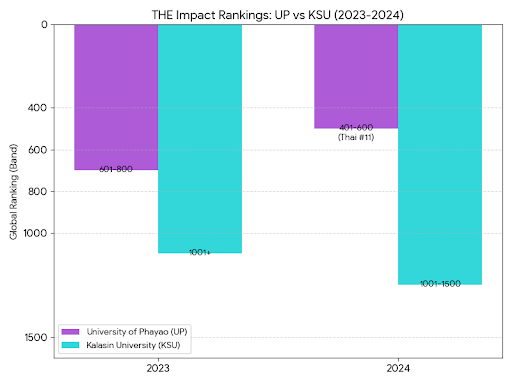 THE Impact Rankings: UP vs KSU (2023-2024)
Global Ranking (Band)
0
400
600
800
1000
1500
601-800
1001+
401-600
(Thai #11)
1001-1500
University of Phayao (UP)
Kalasin University (KSU)
2023
2024